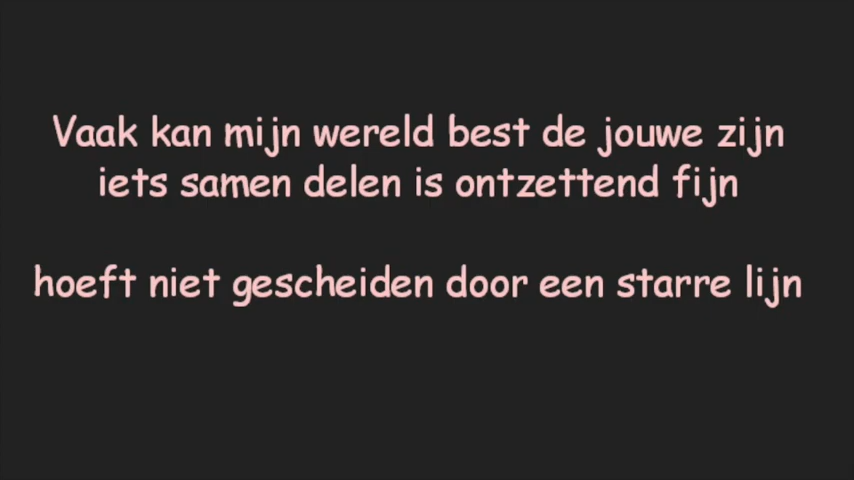 Vaak kan mijn wereld best de jouwe zijn
iets samen delen is ontzettend fijn
hoeft niet gescheiden door een starre lijn